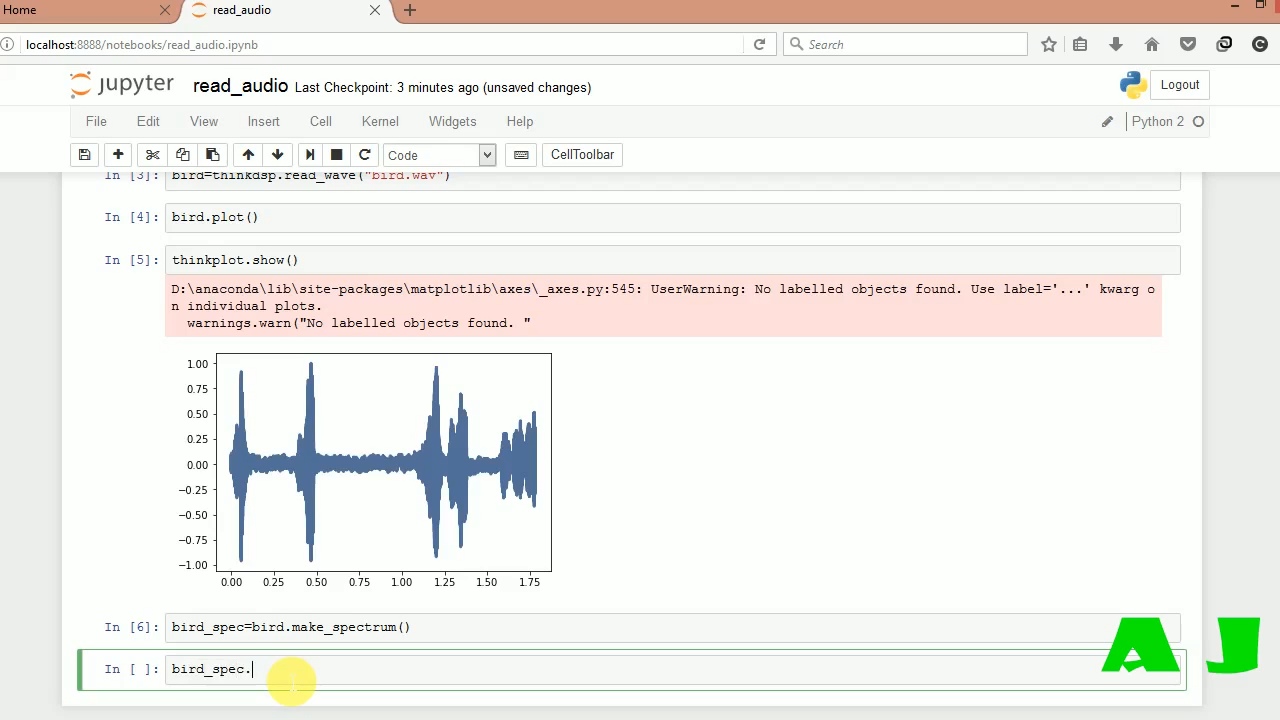 Home
read_audio
localhost:8888/notebooks/read_audio.ipynb
Search
jupyter
read_audio Last Checkpoint: 3 minutes ago (unsaved changes)
Logout
File Edit View Insert Cell Kernel Widgets Help
Python 2
Code
CellToolbar
In [3]: bird=thinkdsp.read_wave("bird.wav")
In [4]: bird.plot()
In [5]: thinkplot.show()
D:\anaconda\lib\site-packages\matplotlib\axes\_axes.py:545: UserWarning: No labelled objects found. Use label='...' kwarg o
n individual plots.
warnings.warn("No labelled objects found. "
1.00
0.75
0.50
0.25
0.00
−0.25
−0.50
−0.75
−1.00
0.00 0.25 0.50 0.75 1.00 1.25 1.50 1.75
In [6]: bird_spec=bird.make_spectrum()
In [ ]: bird_spec.
AJ